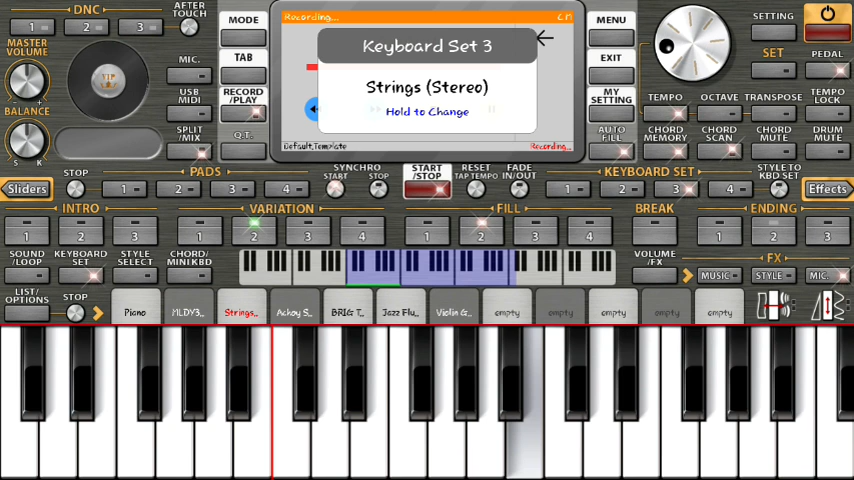 DNC
1 2 3
AFTER TOUCH
MASTER VOLUME
BALANCE
S K
VIP
MIC.
USB MIDI
SPLIT /MIX
MODE
TAB
RECORD /PLAY
Q.T.
Recording...
Keyboard Set 3
Strings (Stereo)
Hold to Change
Default,Template
Recording...
MENU
EXIT
MY SETTING
AUTO FILL
SETTING
SET
PEDAL
TEMPO
OCTAVE
TRANSPOSE
TEMPO LOCK
CHORD MEMORY
CHORD SCAN
CHORD MUTE
DRUM MUTE
Sliders
STOP
PADS
1 2 3 4
SYNCHRO
START STOP
START /STOP
RESET
TAP TEMPO
FADE IN/OUT
KEYBOARD SET
1 2 3 4
STYLE TO KBD SET
Effects
INTRO
1 2 3
VARIATION
1 2 3 4
FILL
1 2 3 4
BREAK
ENDING
1 2 3
SOUND /LOOP
KEYBOARD SET
STYLE SELECT
CHORD/ MINI KBD
VOLUME /FX
FX
MUSIC
STYLE
MIC.
LIST/ OPTIONS
STOP
Piano
MLDY3..
Strings..
Achoy S..
BRIG T..
Jazz Flu..
Violin G..
empty
empty
empty
empty
empty